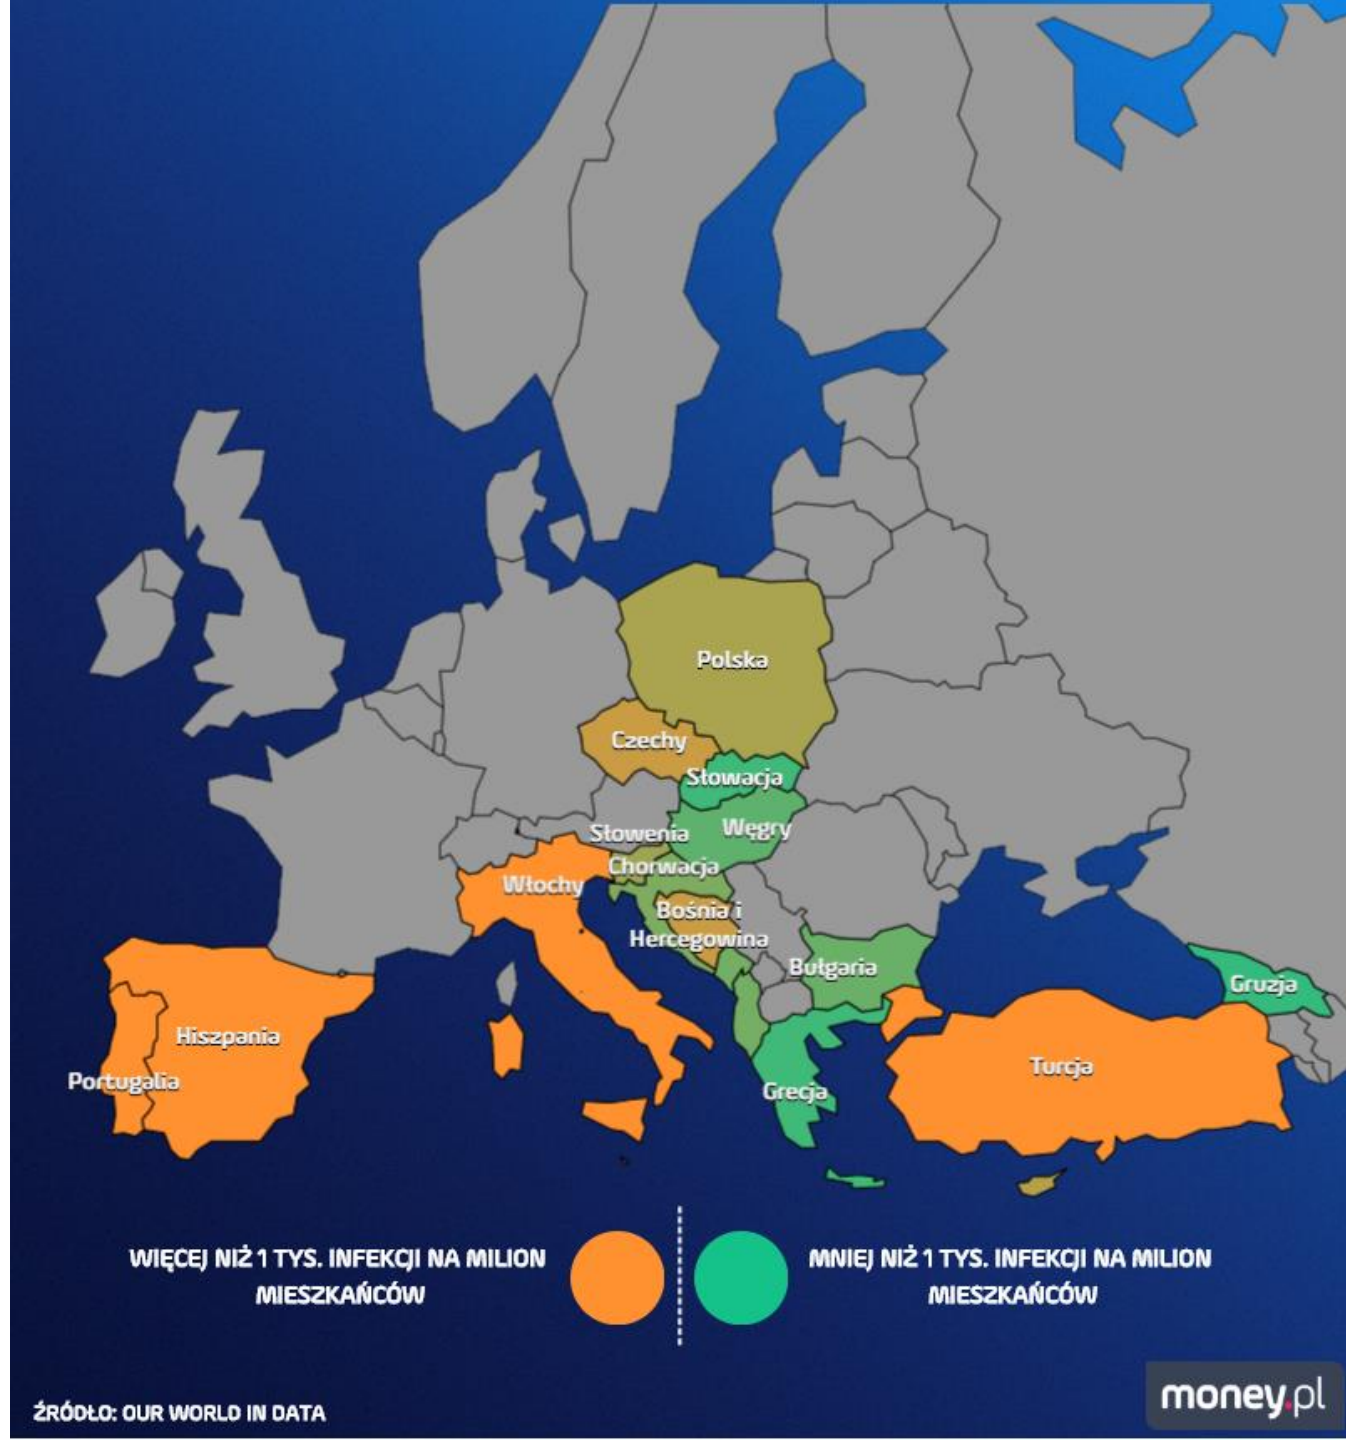 Polska
Czechy
Słowacja
Słowenia
Węgry
Chorwacja
Włochy
Bośnia i
Hercegowina
Bułgaria
Gruzja
Hiszpania
Turcja
Portugalia
Grecja
WIĘCEJ NIŻ 1 TYS. INFEKCJI NA MILION
MIESZKAŃCÓW
MNIEJ NIŻ 1 TYS. INFEKCJI NA MILION
MIESZKAŃCÓW
ŹRÓDŁO: OUR WORLD IN DATA
money.pl